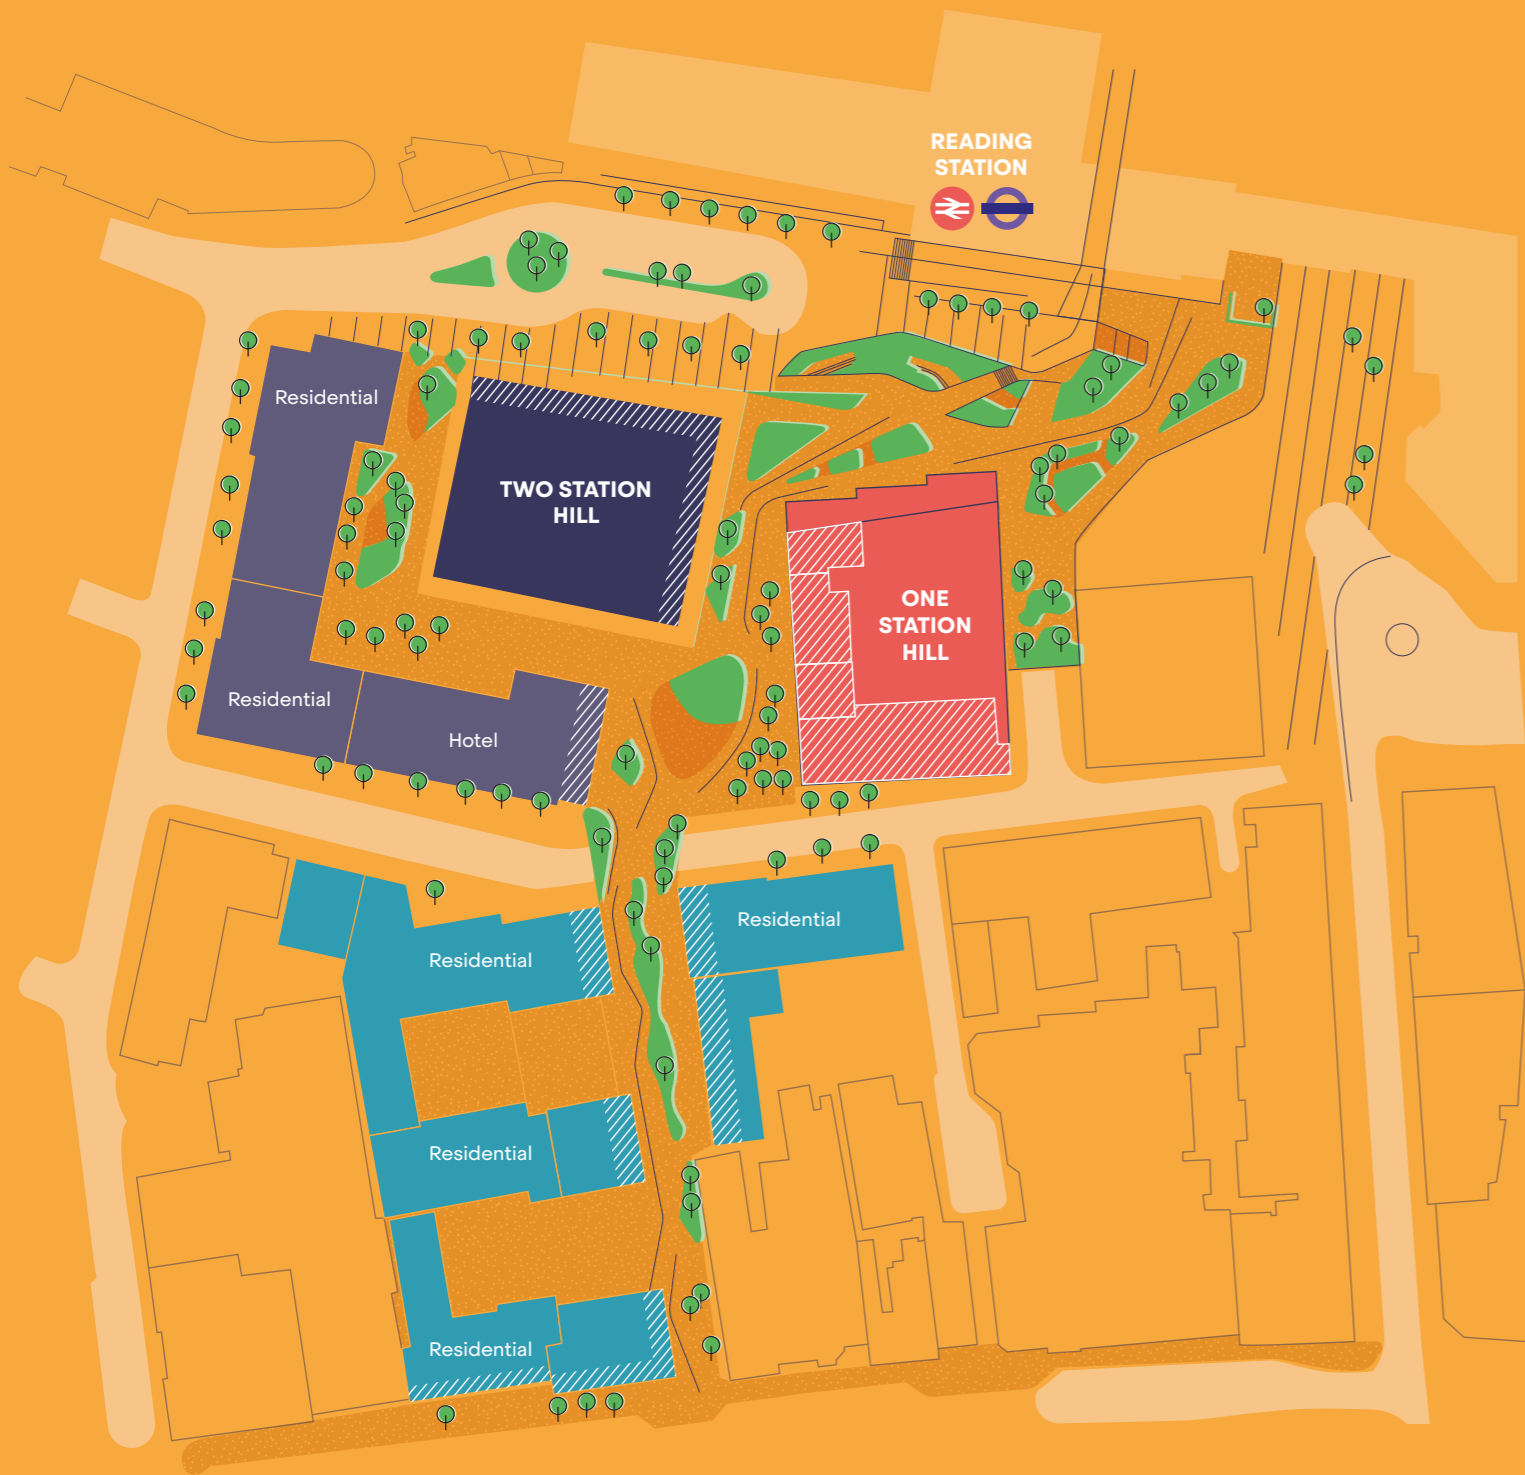 READING
STATION
Residential
TWO STATION
HILL
ONE
STATION
HILL
Residential
Hotel
Residential
Residential
Residential
Residential